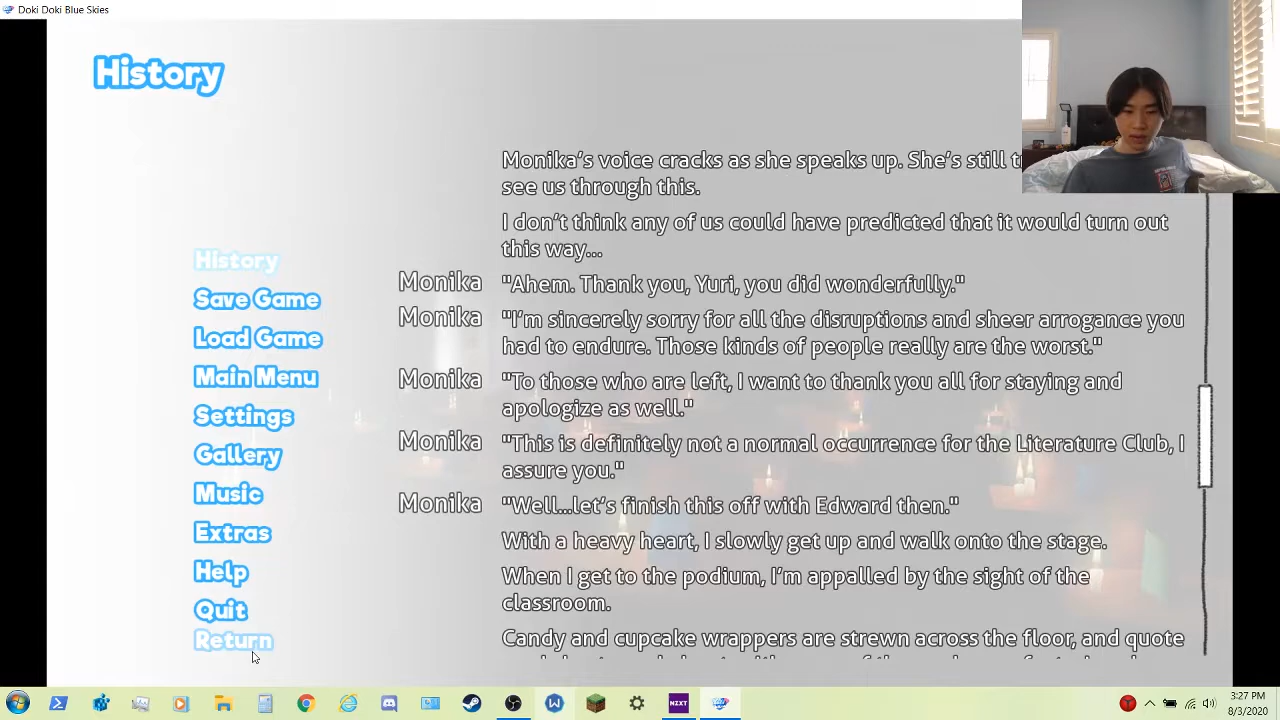 Doki Doki Blue Skies
History
Monika's voice cracks as she speaks up. She's still
see us through this.
I don't think any of us could have predicted that it would turn out
this way...
History
Monika "Ahem. Thank you, Yuri, you did wonderfully."
Save Game
Monika "I'm sincerely sorry for all the disruptions and sheer arrogance you
had to endure. Those kinds of people really are the worst."
Load Game
Main Menu
Monika "To those who are left, I want to thank you all for staying and
apologize as well."
Settings
Monika "This is definitely not a normal occurrence for the Literature Club, I
assure you."
Gallery
Music
Monika "Well...let's finish this off with Edward then."
Extras
With a heavy heart, I slowly get up and walk onto the stage.
Help
When I get to the podium, I'm appalled by the sight of the
classroom.
Quit
Return
Candy and cupcake wrappers are strewn across the floor, and quote
NZXT
3:27 PM
8/3/2020